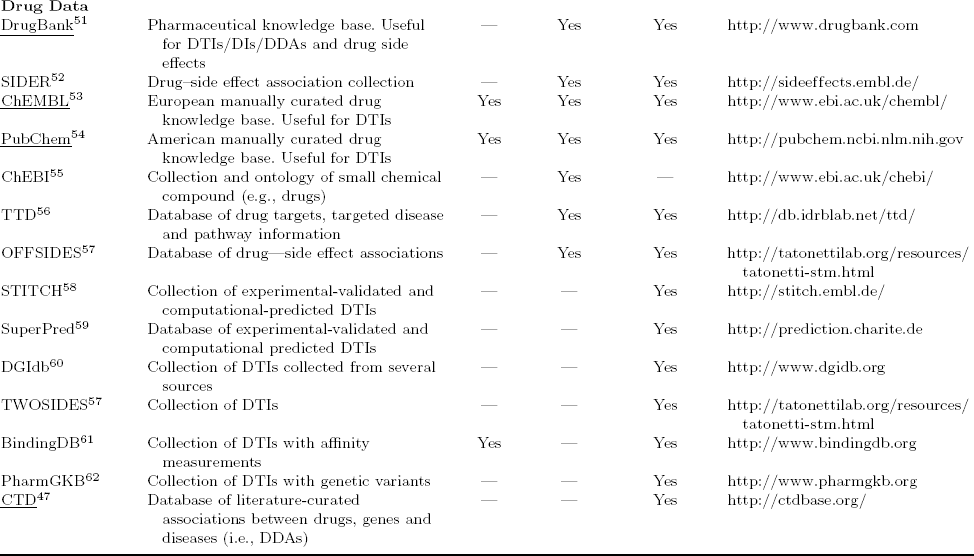 Drug Data
DrugBank51 Pharmaceutical knowledge base. Useful — Yes Yes http://www.drugbank.com
for DTIs/DIs/DDAs and drug side
effects
SIDER52 Drug–side effect association collection — Yes Yes http://sideeffects.embl.de/
ChEMBL53 European manually curated drug Yes Yes Yes http://www.ebi.ac.uk/chembl/
knowledge base. Useful for DTIs
PubChem54 American manually curated drug Yes Yes Yes http://pubchem.ncbi.nlm.nih.gov
knowledge base. Useful for DTIs
ChEBI55 Collection and ontology of small chemical — Yes — http://www.ebi.ac.uk/chebi/
compound (e.g., drugs)
TTD56 Database of drug targets, targeted disease — Yes Yes http://db.idrblab.net/ttd/
and pathway information
OFFSIDES57 Database of drug—side effect associations — Yes Yes http://tatonettilab.org/resources/
tatonetti-stm.html
STITCH58 Collection of experimental-validated and — — Yes http://stitch.embl.de/
computational-predicted DTIs
SuperPred59 Database of experimental-validated and — — Yes http://prediction.charite.de
computational predicted DTIs
DGIdb60 Collection of DTIs collected from several — — Yes http://www.dgidb.org
sources
TWOSIDES57 Collection of DTIs — — Yes http://tatonettilab.org/resources/
tatonetti-stm.html
BindingDB61 Collection of DTIs with affinity Yes — Yes http://www.bindingdb.org
measurements
PharmGKB62 Collection of DTIs with genetic variants — — Yes http://www.pharmgkb.org
CTD47 Database of literature-curated — — Yes http://ctdbase.org/
associations between drugs, genes and
diseases (i.e., DDAs)